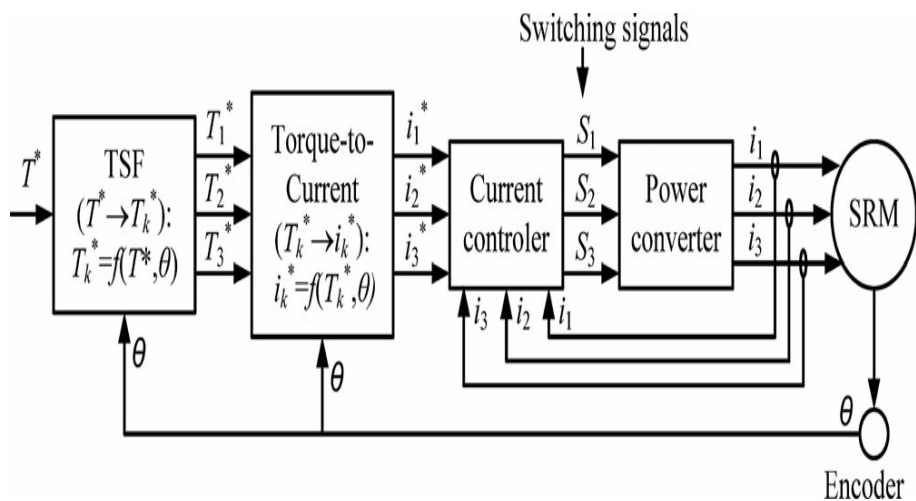 Switching signals
T*
TSF
(T*→Tk*):
Tk*=f(T*,θ)
T1*
T2*
T3*
Torque-to-
Current
(Tk*→ik*):
ik*=f(Tk*,θ)
i1*
i2*
i3*
Current
controler
S1
S2
S3
Power
converter
i1
i2
i3
SRM
i3
i2
i1
θ
θ
θ
Encoder